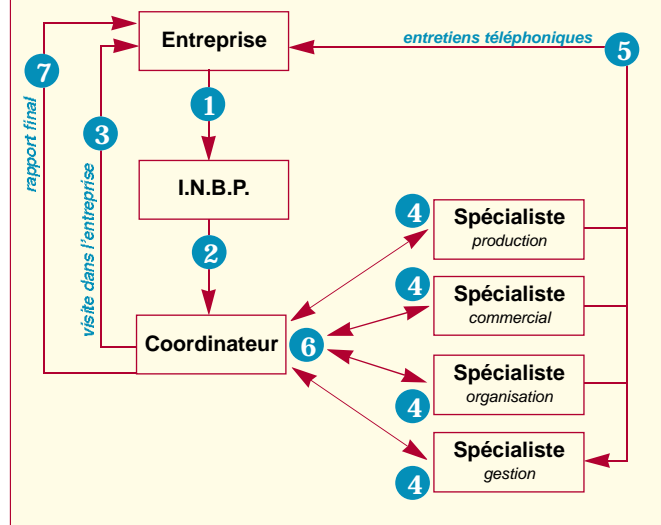 Entreprise
entretiens téléphoniques
5
7
1
3
rapport final
visite dans l'entreprise
I.N.B.P.
2
4
Spécialiste
production
4
Spécialiste
commercial
Coordinateur
6
Spécialiste
organisation
4
Spécialiste
gestion
4